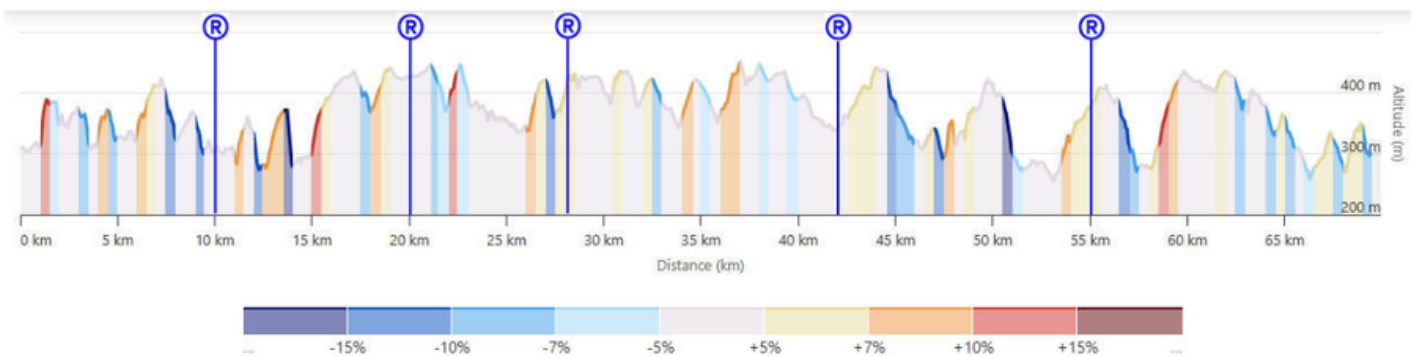 R R R R R
400 m
300 m
200 m
Altitude (m)
0 km 5 km 10 km 15 km 20 km 25 km 30 km 35 km 40 km 45 km 50 km 55 km 60 km 65 km
Distance (km)
... -15% -10% -7% -5% +5% +7% +10% +15% ...